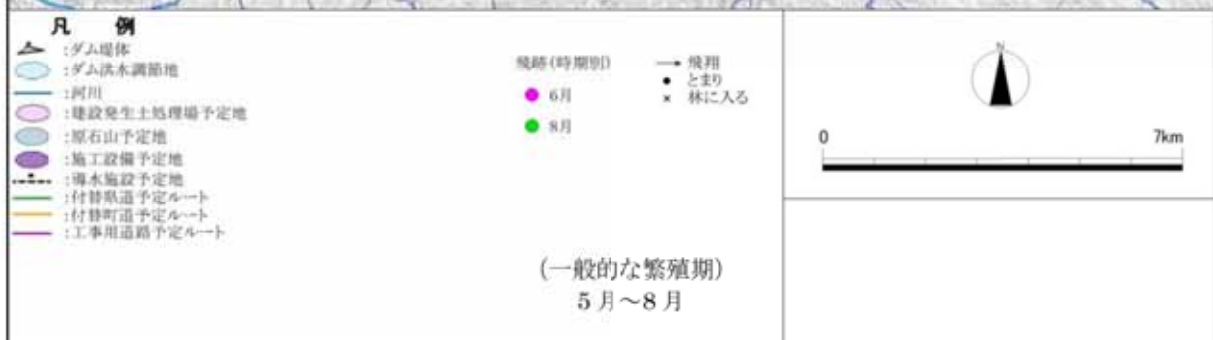 凡 例
:ダム堤体
:ダム洪水調節地
:河川
:建設発生土処理場予定地
:原石山予定地
:施工設備予定地
:導水施設予定地
:付替県道予定ルート
:付替町道予定ルート
:工事用道路予定ルート
飛跡(時期別)
6月
8月
飛翔
とまり
× 林に入る
(一般的な繁殖期)
5月～8月
N
0 7km